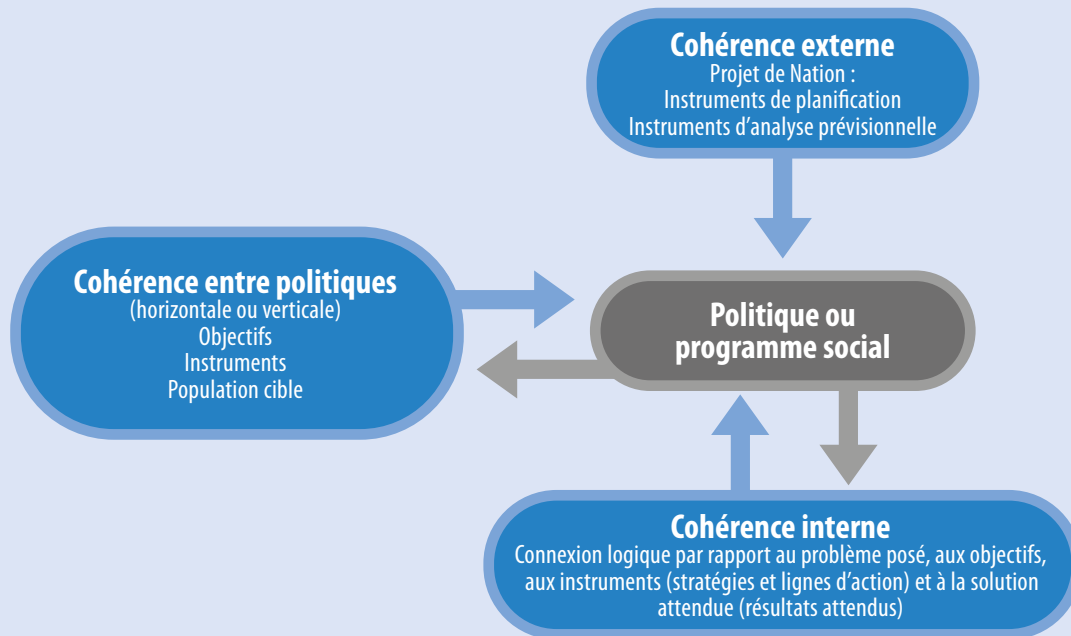 Cohérence externe
Projet de Nation :
Instruments de planification
Instruments d’analyse prévisionnelle
Cohérence entre politiques
(horizontale ou verticale)
Objectifs
Instruments
Population cible
Politique ou
programme social
Cohérence interne
Connexion logique par rapport au problème posé, aux objectifs,
aux instruments (stratégies et lignes d’action) et à la solution
attendue (résultats attendus)